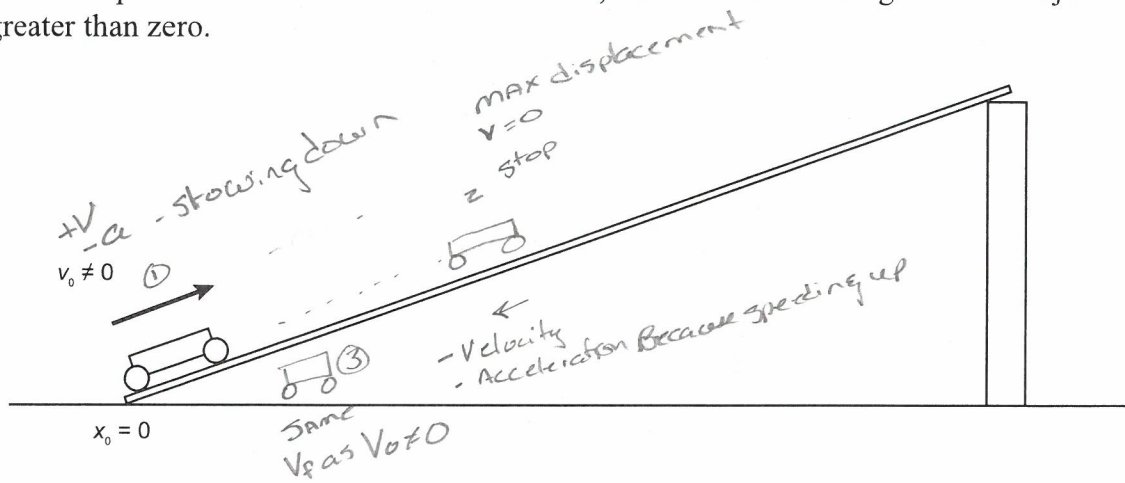 greater than zero.
MAX displacement
v=0
2 stop
+V
-a - slowing down
v₀ ≠ 0 ①
←
- Velocity
- Acceleration Because speeding up
③
x₀ = 0
Same
Vf as V0≠0